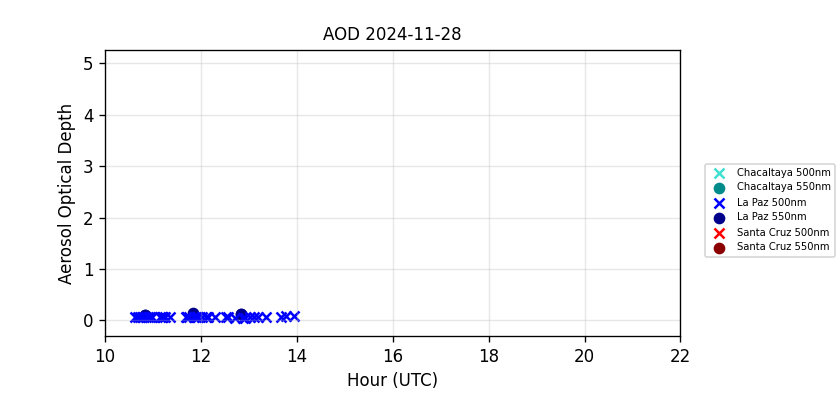 AOD 2024-11-28
Aerosol Optical Depth
5
4
3
2
1
0
10 12 14 16 18 20 22
Hour (UTC)
Chacaltaya 500nm
Chacaltaya 550nm
La Paz 500nm
La Paz 550nm
Santa Cruz 500nm
Santa Cruz 550nm